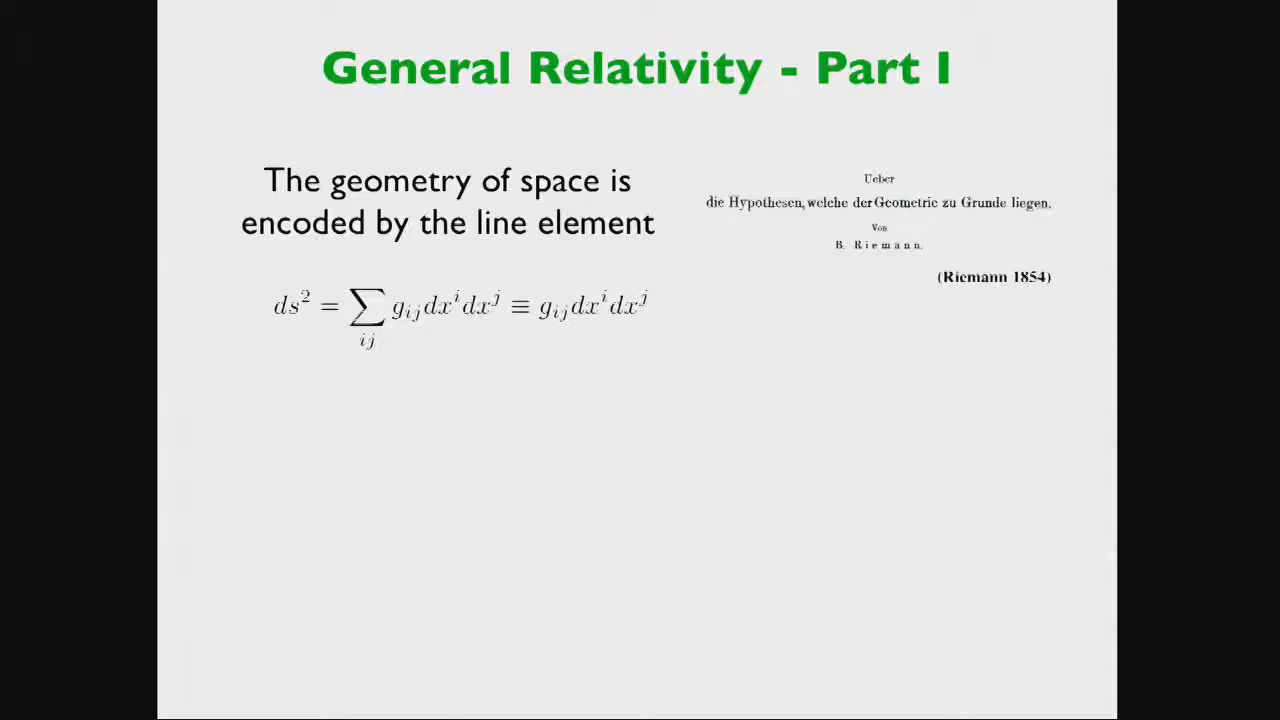 General Relativity - Part I
The geometry of space is
encoded by the line element
ds² = ∑ij gijdxⁱdxʲ ≡ gijdxⁱdxʲ
Ueber
die Hypothesen, welche der Geometrie zu Grunde liegen.
Von
B. Riemann.
(Riemann 1854)